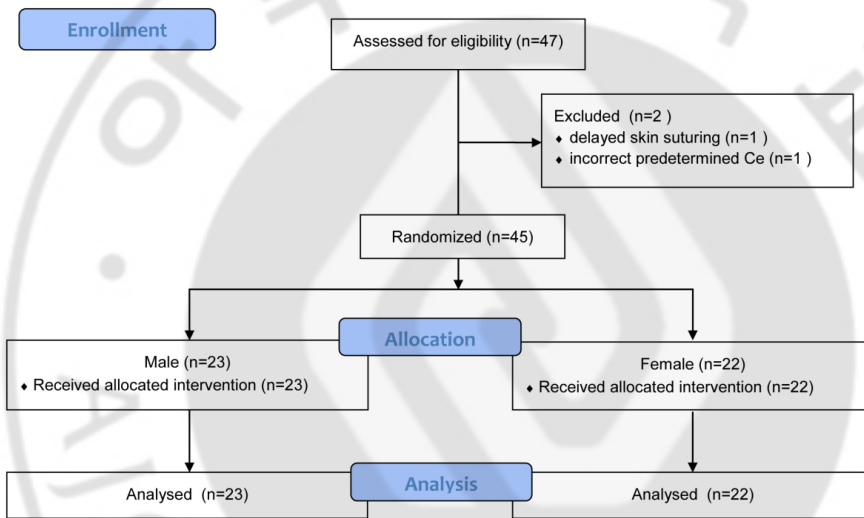 Enrollment
Assessed for eligibility (n=47)
Excluded (n=2 )
♦ delayed skin suturing (n=1 )
♦ incorrect predetermined Ce (n=1 )
Randomized (n=45)
Allocation
Male (n=23)
♦ Received allocated intervention (n=23)
Female (n=22)
♦ Received allocated intervention (n=22)
Analysis
Analysed (n=23)
Analysed (n=22)